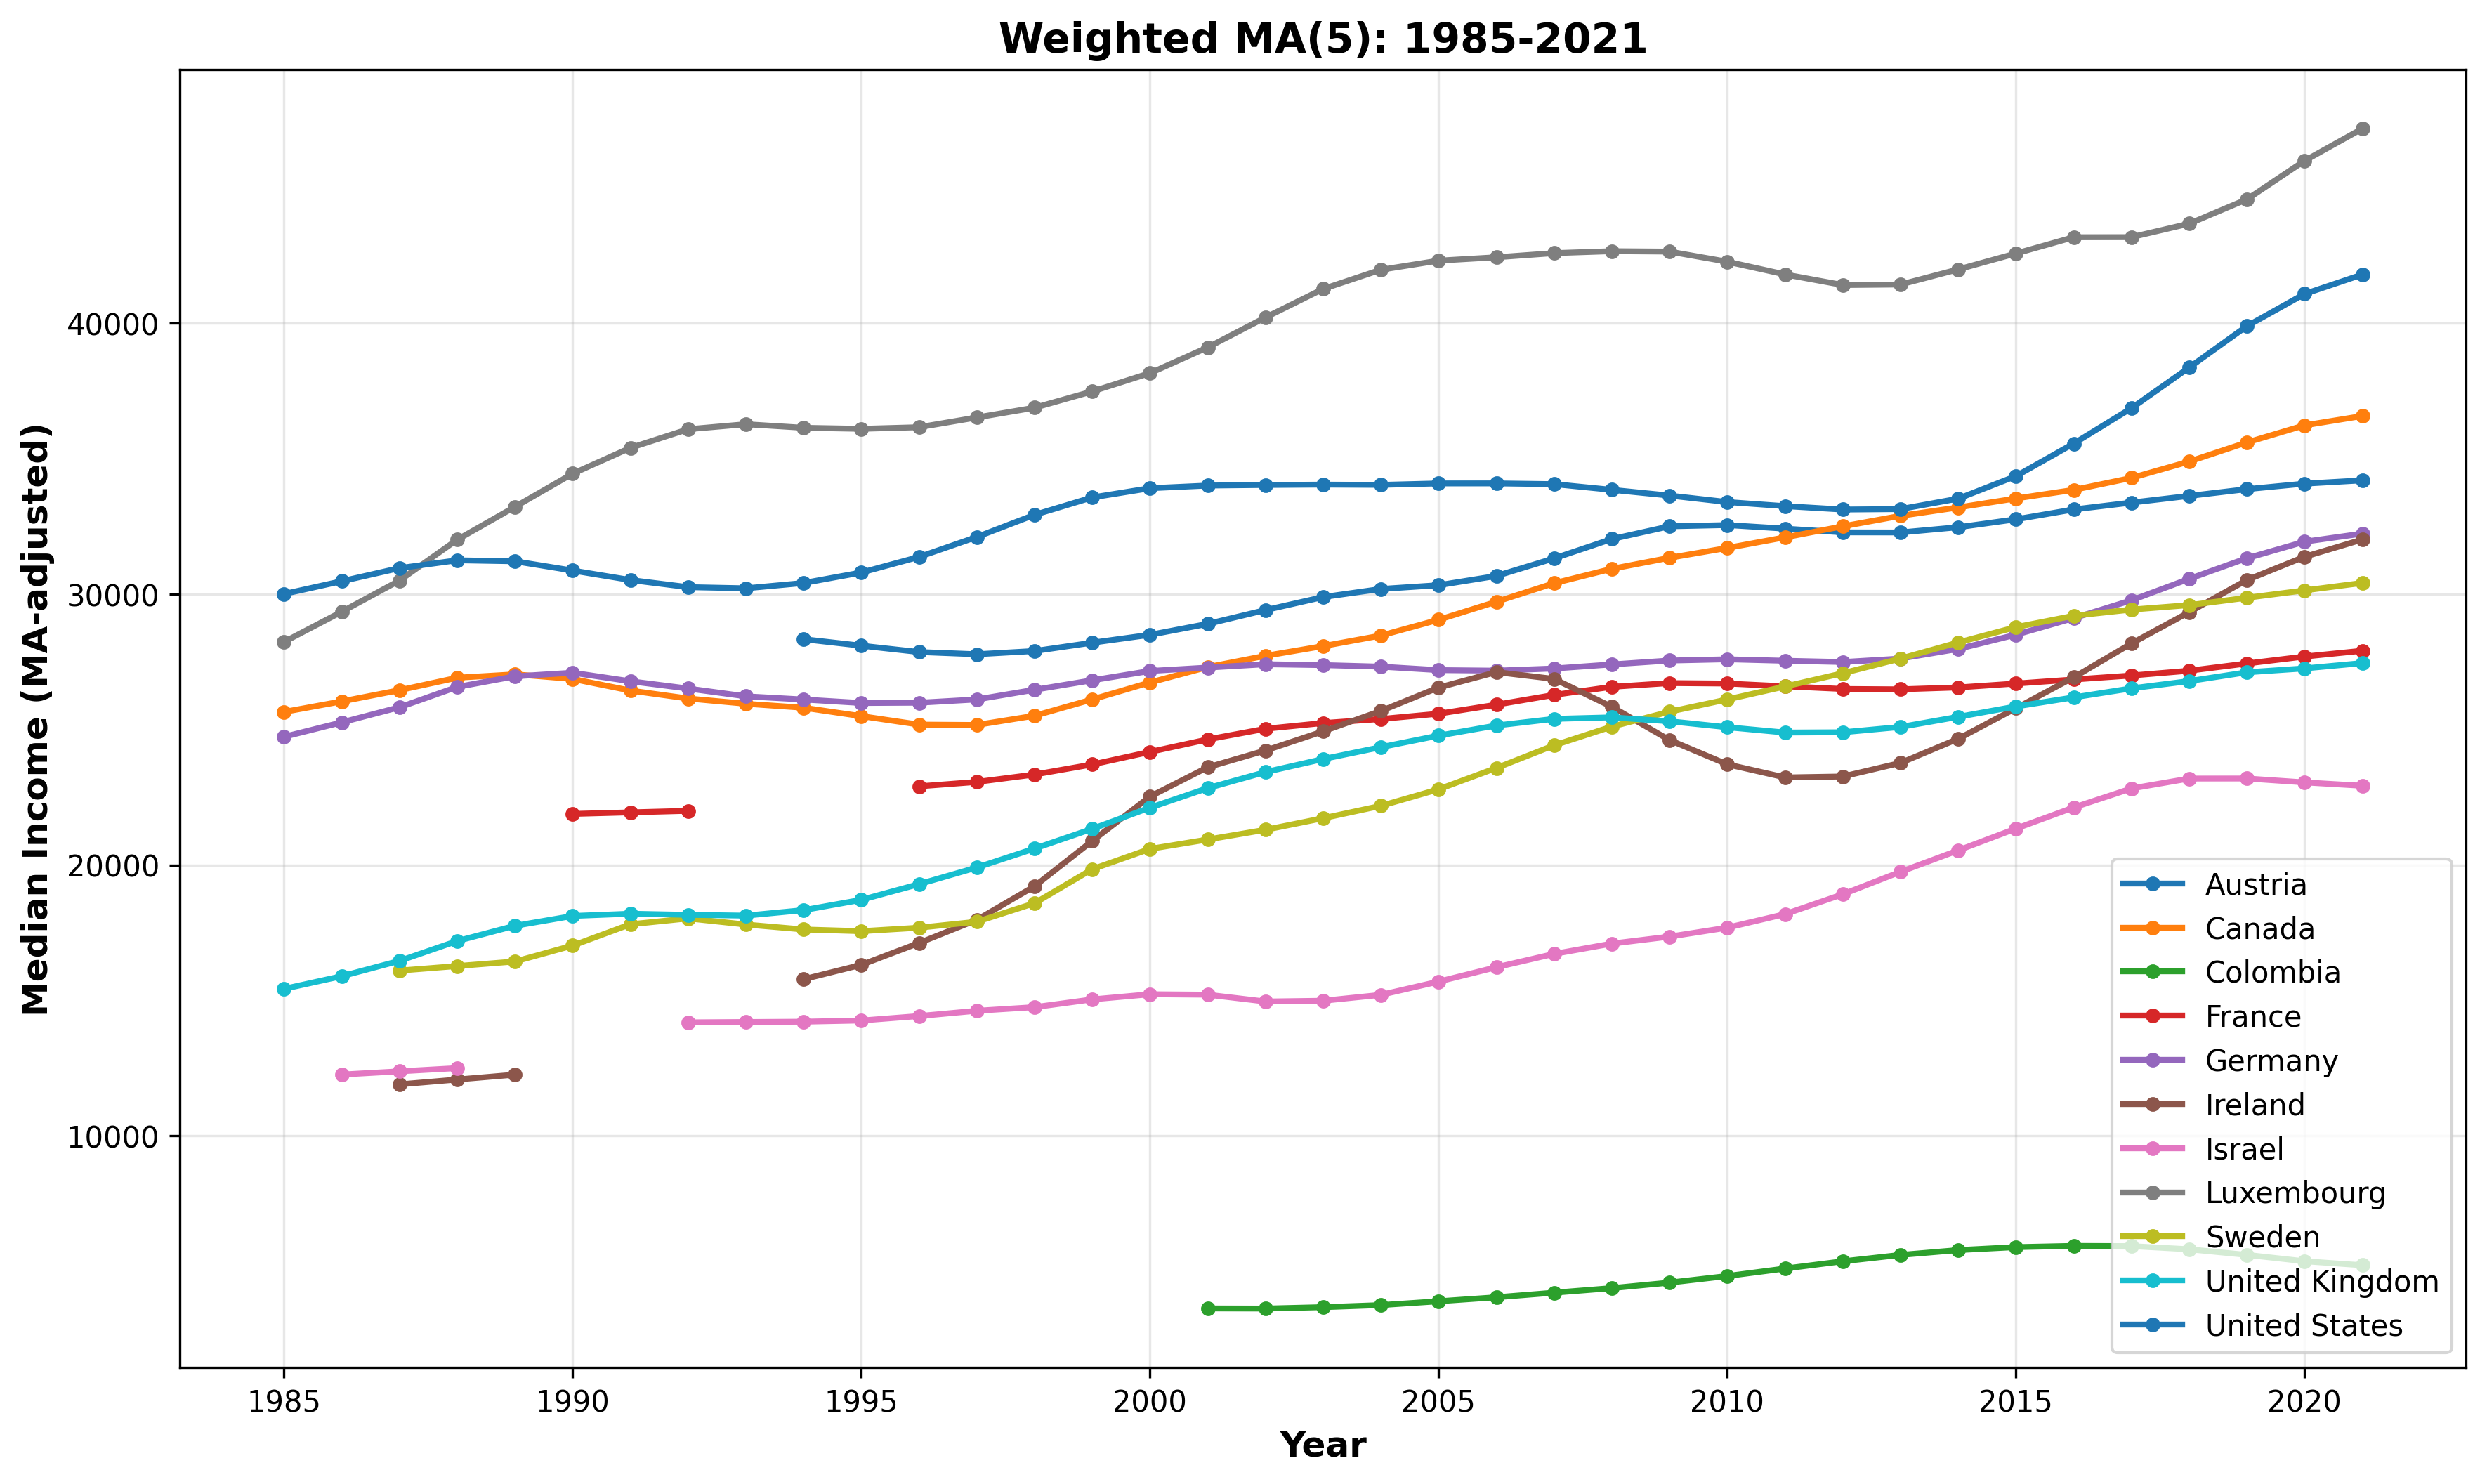 Weighted MA(5): 1985-2021
Median Income (MA-adjusted)
40000
30000
20000
10000
Austria
Canada
Colombia
France
Germany
Ireland
Israel
Luxembourg
Sweden
United Kingdom
United States
1985 1990 1995 2000 2005 2010 2015 2020
Year